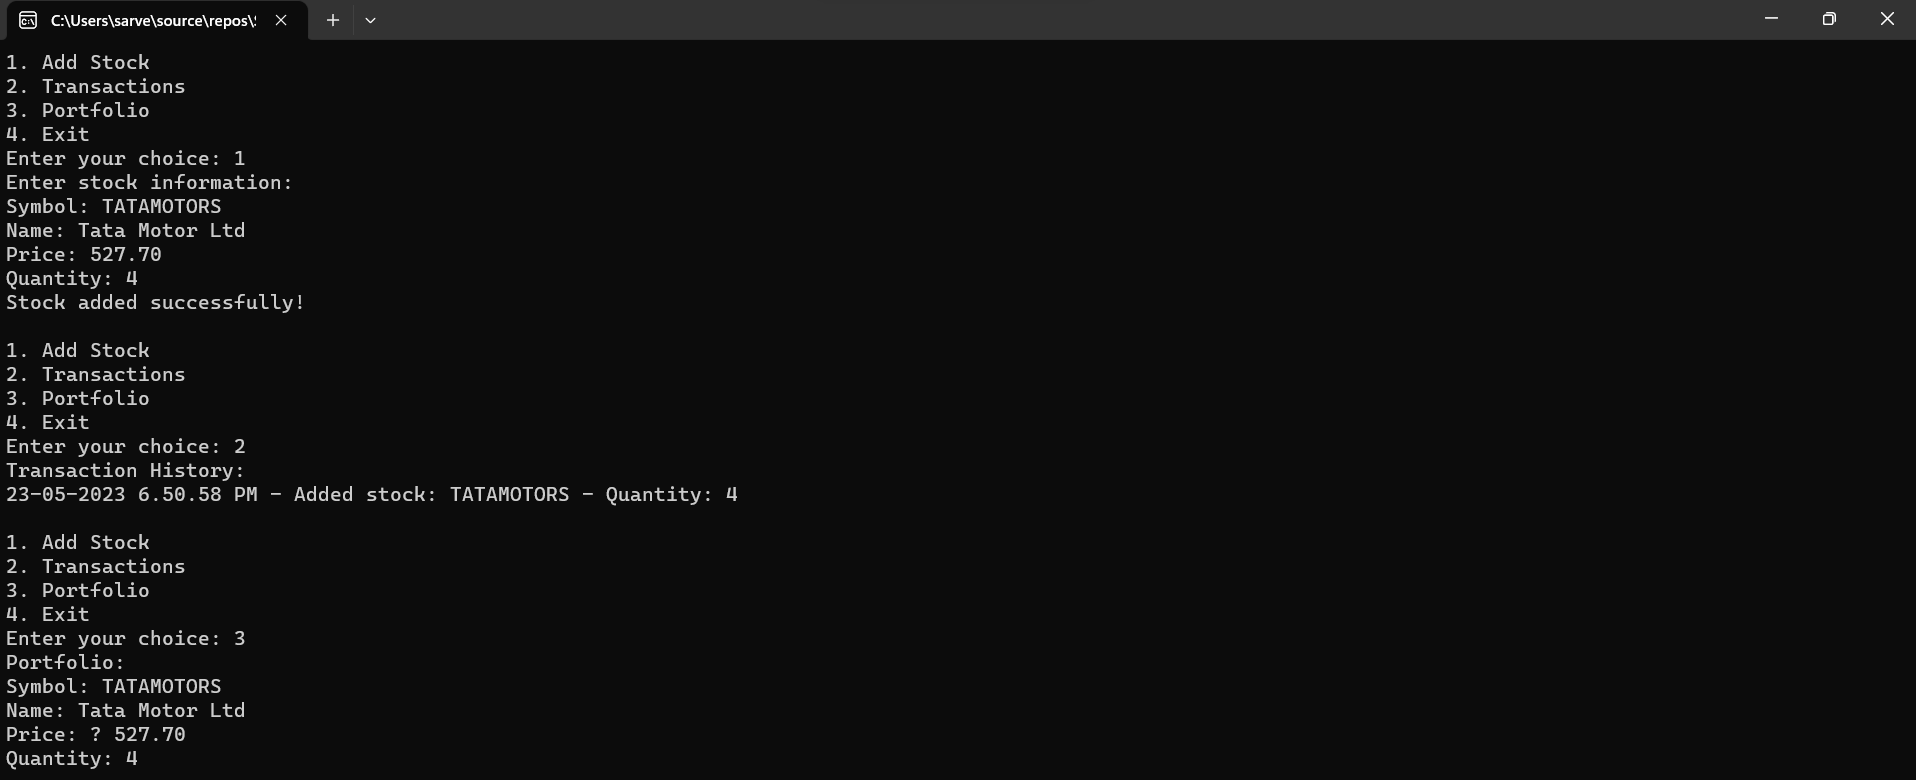 C:\Users\sarve\source\repos\
1. Add Stock
2. Transactions
3. Portfolio
4. Exit
Enter your choice: 1
Enter stock information:
Symbol: TATAMOTORS
Name: Tata Motor Ltd
Price: 527.70
Quantity: 4
Stock added successfully!
1. Add Stock
2. Transactions
3. Portfolio
4. Exit
Enter your choice: 2
Transaction History:
23-05-2023 6.50.58 PM - Added stock: TATAMOTORS - Quantity: 4
1. Add Stock
2. Transactions
3. Portfolio
4. Exit
Enter your choice: 3
Portfolio:
Symbol: TATAMOTORS
Name: Tata Motor Ltd
Price: ? 527.70
Quantity: 4